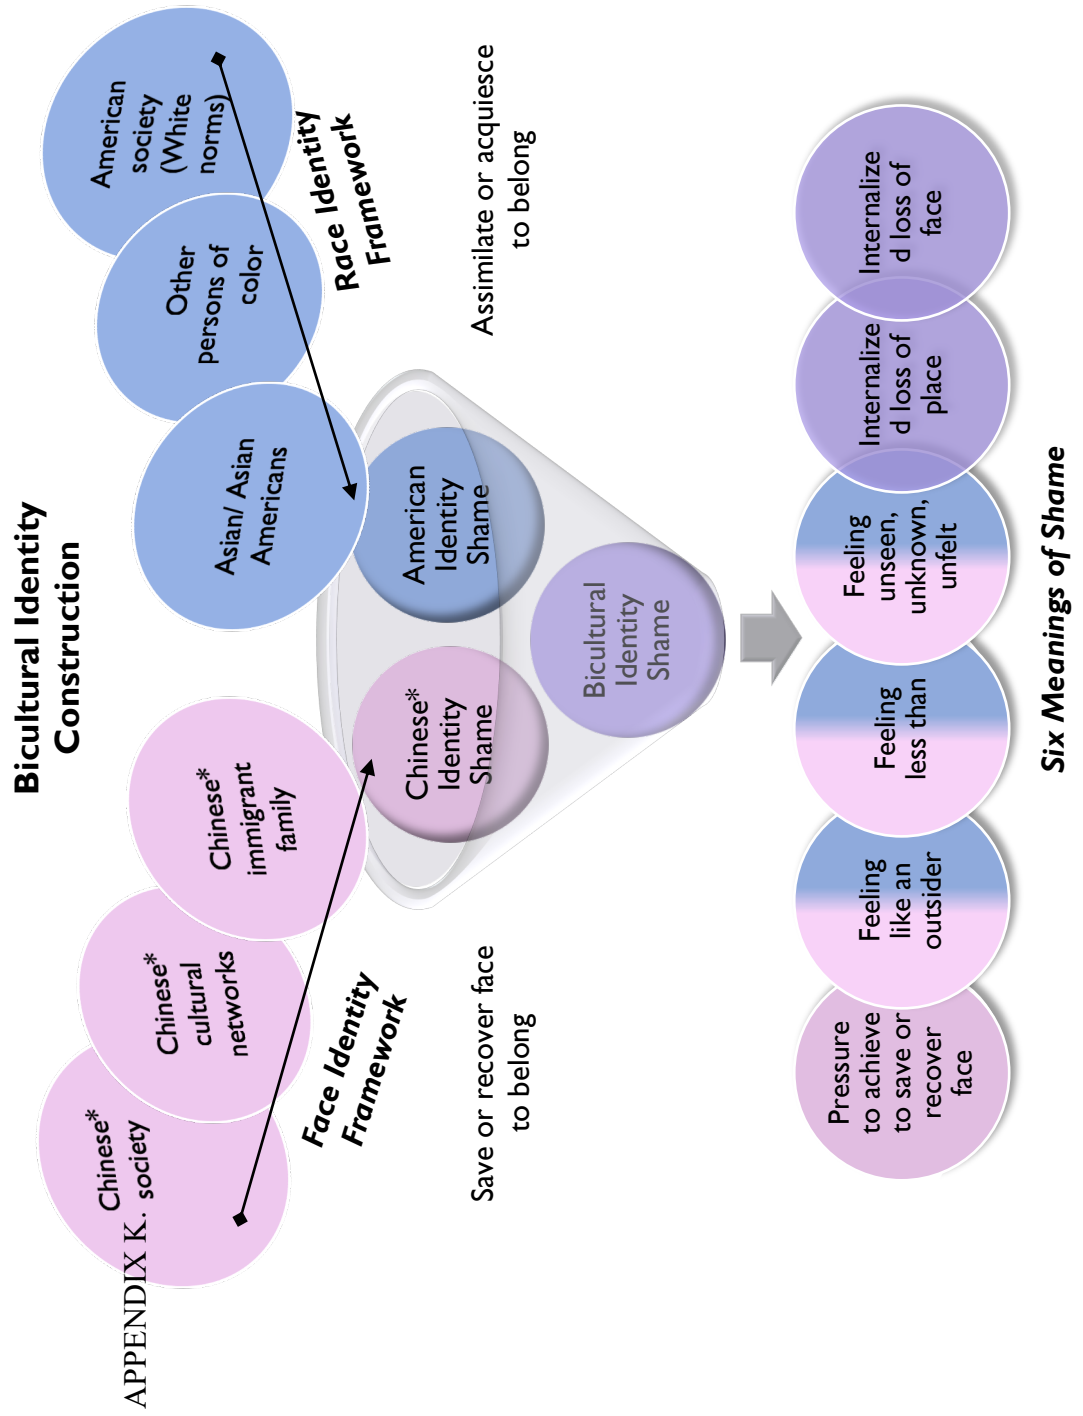 APPENDIX K.
Bicultural Identity
Construction
Chinese*
society
Chinese*
cultural
networks
Chinese*
immigrant
family
Asian/ Asian
Americans
Other
persons of
color
American
society
(White
norms)
Face Identity
Framework
Race Identity
Framework
Save or recover face
to belong
Assimilate or acquiesce
to belong
Chinese*
Identity
Shame
American
Identity
Shame
Bicultural
Identity
Shame
Pressure
to achieve
to save or
recover
face
Feeling
like an
outsider
Feeling
less than
Feeling
unseen,
unknown,
unfelt
Internalize
d loss of
place
Internalize
d loss of
face
Six Meanings of Shame